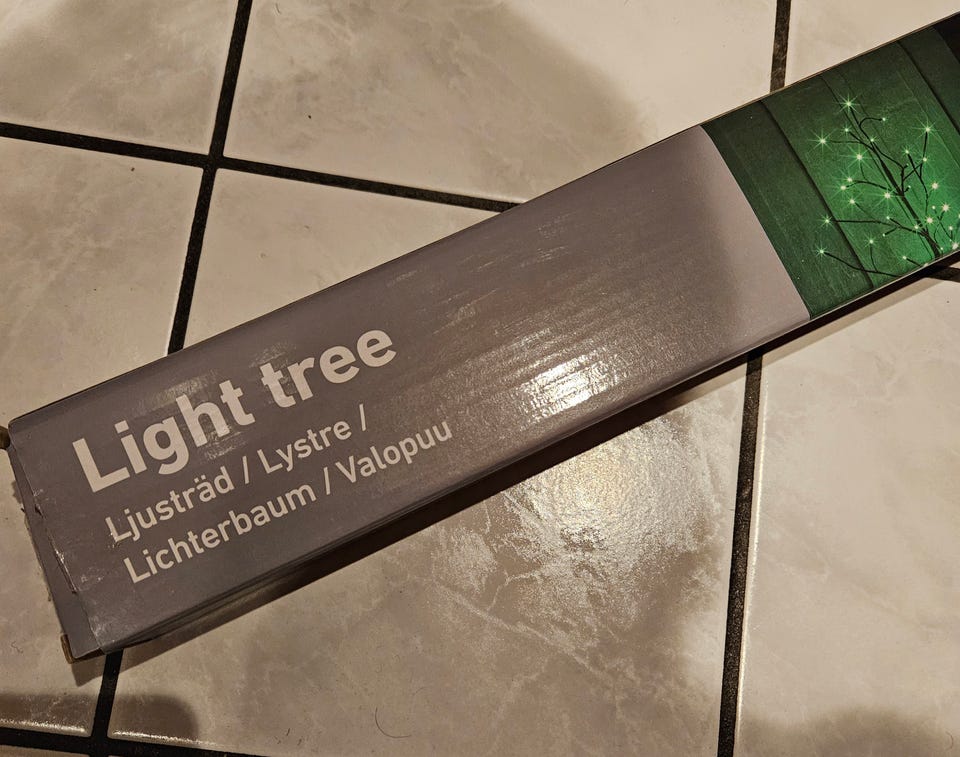 Light tree
Ljusträd / Lystre /
Lichterbaum / Valopuu